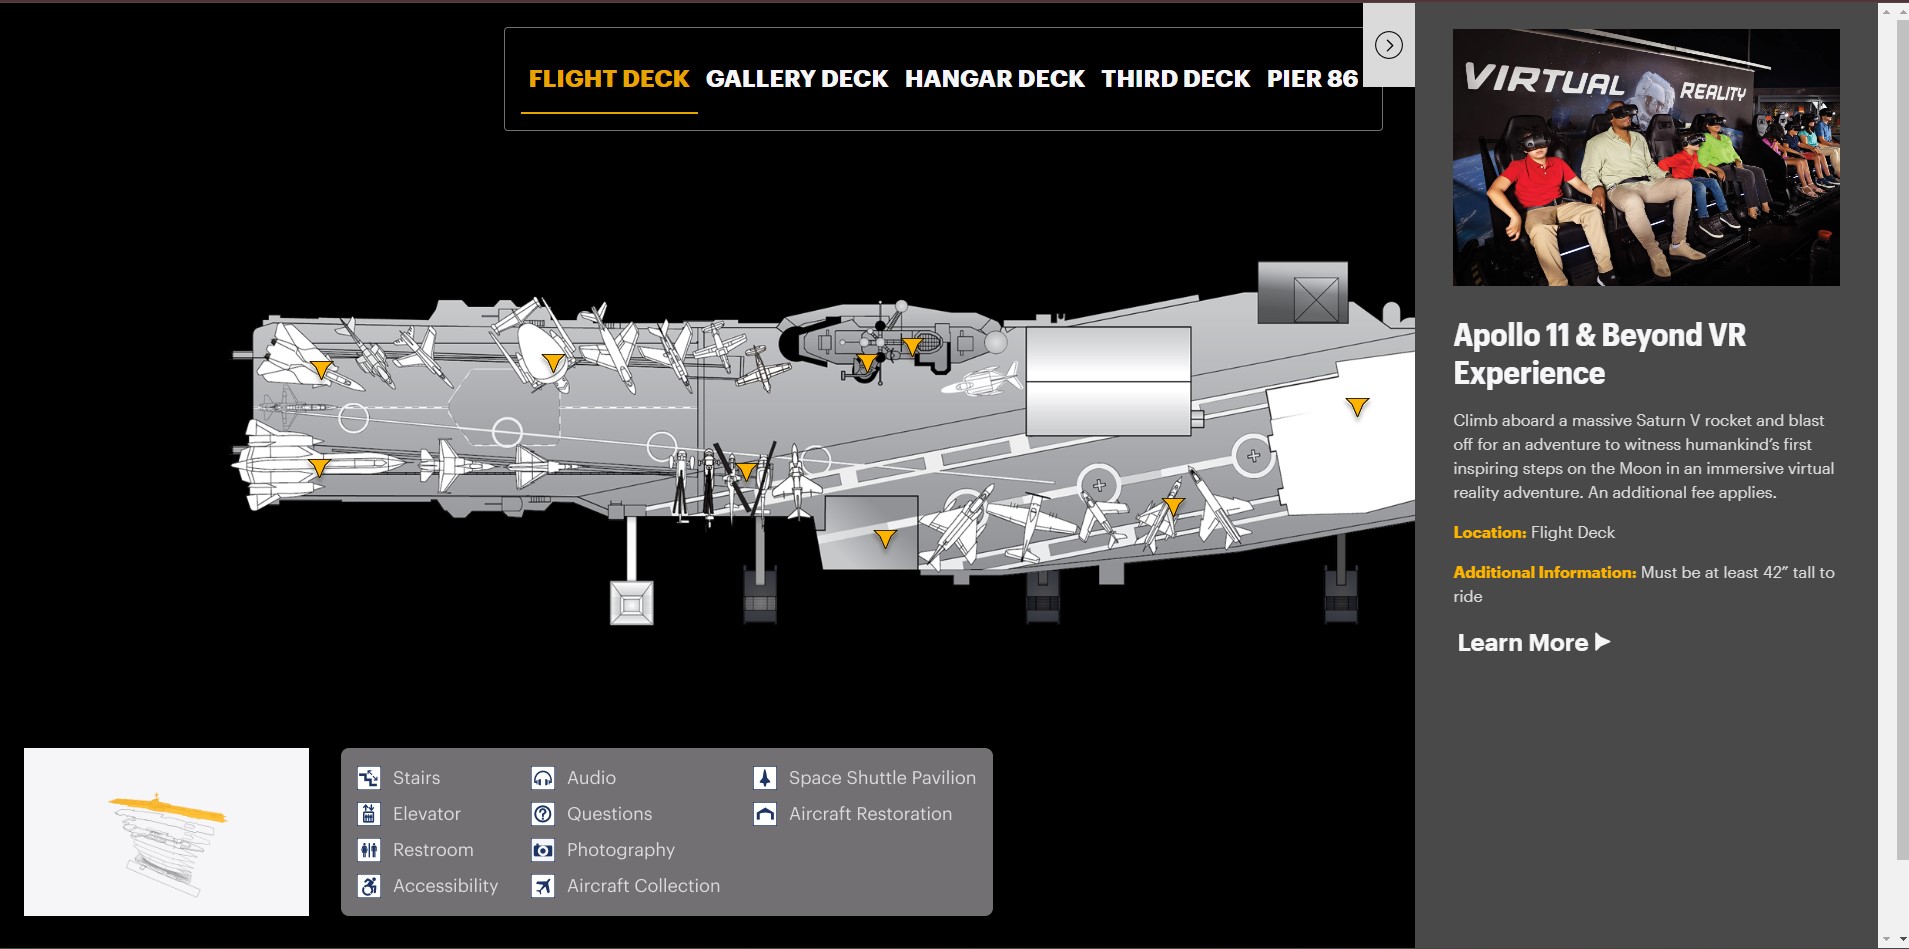 FLIGHT DECK GALLERY DECK HANGAR DECK THIRD DECK PIER 86
VIRTUAL REALITY
Apollo 11 & Beyond VR
Experience
Climb aboard a massive Saturn V rocket and blast
off for an adventure to witness humankind’s first
inspiring steps on the Moon in an immersive virtual
reality adventure. An additional fee applies.
Location: Flight Deck
Additional Information: Must be at least 42” tall to
ride
Learn More
Stairs
Elevator
Restroom
Accessibility
Audio
Questions
Photography
Aircraft Collection
Space Shuttle Pavilion
Aircraft Restoration